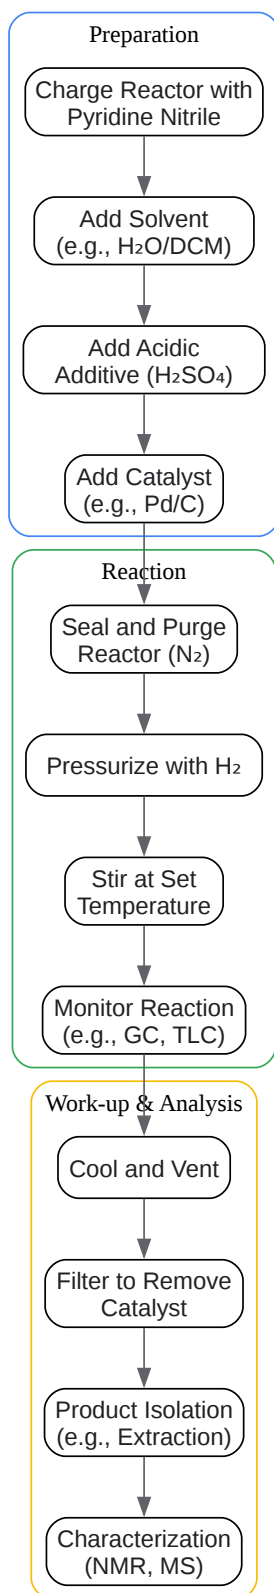 Preparation
Charge Reactor with
Pyridine Nitrile
Add Solvent
(e.g., H₂O/DCM)
Add Acidic
Additive (H₂SO₄)
Add Catalyst
(e.g., Pd/C)
Reaction
Seal and Purge
Reactor (N₂)
Pressurize with H₂
Stir at Set
Temperature
Monitor Reaction
(e.g., GC, TLC)
Work-up & Analysis
Cool and Vent
Filter to Remove
Catalyst
Product Isolation
(e.g., Extraction)
Characterization
(NMR, MS)